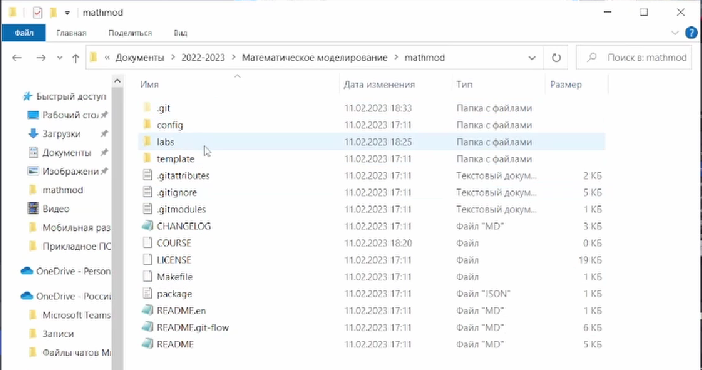 mathmod
Файл Главная Поделиться Вид
« Документы > 2022-2023 > Математическое моделирование > mathmod
Поиск в: mathmod
Имя Дата изменения Тип Размер
.git 11.02.2023 18:33 Папка с файлами
config 11.02.2023 17:11 Папка с файлами
labs 11.02.2023 18:25 Папка с файлами
template 11.02.2023 17:11 Папка с файлами
.gitattributes 11.02.2023 17:11 Текстовый докум... 2 КБ
.gitignore 11.02.2023 17:11 Текстовый докум... 5 КБ
.gitmodules 11.02.2023 17:11 Текстовый докум... 1 КБ
CHANGELOG 11.02.2023 17:11 Файл "MD" 3 КБ
COURSE 11.02.2023 18:20 Файл 0 КБ
LICENSE 11.02.2023 17:11 Файл 19 КБ
Makefile 11.02.2023 17:11 Файл 1 КБ
package 11.02.2023 17:11 Файл "JSON" 1 КБ
README.en 11.02.2023 17:11 Файл "MD" 1 КБ
README.git-flow 11.02.2023 17:11 Файл "MD" 6 КБ
README 11.02.2023 17:11 Файл "MD" 1 КБ
Быстрый доступ
Рабочий стол
Загрузки
Документы
Изображени
mathmod
Видео
Мобильная раз
Прикладное ПО
OneDrive - Person
OneDrive - Росси
Microsoft Teams
Записи
Файлы чатов Mi